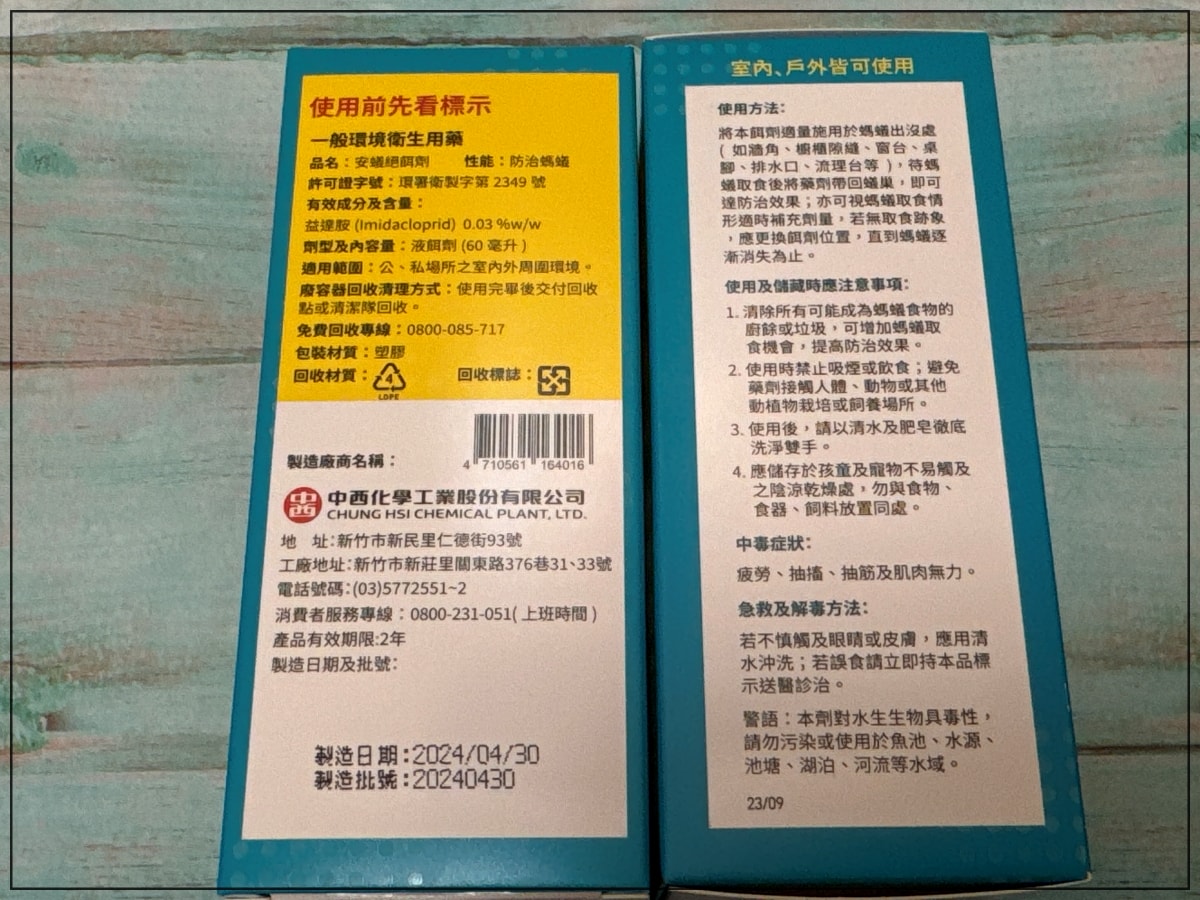 使用前先看標示
一般環境衛生用藥
品名：安蟻絕餌劑 性能：防治螞蟻
許可證字號：環署衛製字第 2349 號
有效成分及含量：
益達胺 (Imidacloprid) 0.03 %w/w
劑型及內容量：液餌劑 (60 毫升 )
適用範圍：公、私場所之室內外周圍環境。
廢容器回收清理方式：使用完畢後交付回收
點或清潔隊回收。
免費回收專線：0800-085-717
包裝材質：塑膠
回收材質： 4 回收標誌：
LDPE
4 710561 164016
製造廠商名稱：
中西 中西化學工業股份有限公司
CHUNG HSI CHEMICAL PLANT, LTD.
地 址:新竹市新民里仁德街93號
工廠地址:新竹市新莊里關東路376巷31、33號
電話號碼:(03)5772551~2
消費者服務專線：0800-231-051( 上班時間 )
產品有效期限:2年
製造日期及批號:
製造日期:2024/04/30
製造批號:20240430
室內、戶外皆可使用
使用方法：
將本餌劑適量施用於螞蟻出沒處
( 如牆角、櫥櫃隙縫、窗台、桌
腳、排水口、流理台等 )，待螞
蟻取食後將藥劑帶回蟻巢，即可
達防治效果；亦可視螞蟻取食情
形適時補充劑量，若無取食跡象
，應更換餌劑位置，直到螞蟻逐
漸消失為止。
使用及儲藏時應注意事項：
1. 清除所有可能成為螞蟻食物的
廚餘或垃圾，可增加螞蟻取
食機會，提高防治效果。
2. 使用時禁止吸煙或飲食；避免
藥劑接觸人體、動物或其他
動植物栽培或飼養場所。
3. 使用後，請以清水及肥皂徹底
洗淨雙手。
4. 應儲存於孩童及寵物不易觸及
之陰涼乾燥處，勿與食物、
食器、飼料放置同處。
中毒症狀：
疲勞、抽搐、抽筋及肌肉無力。
急救及解毒方法：
若不慎觸及眼睛或皮膚，應用清
水沖洗；若誤食請立即持本品標
示送醫診治。
警語：本劑對水生生物具毒性，
請勿污染或使用於魚池、水源、
池塘、湖泊、河流等水域。
23/09